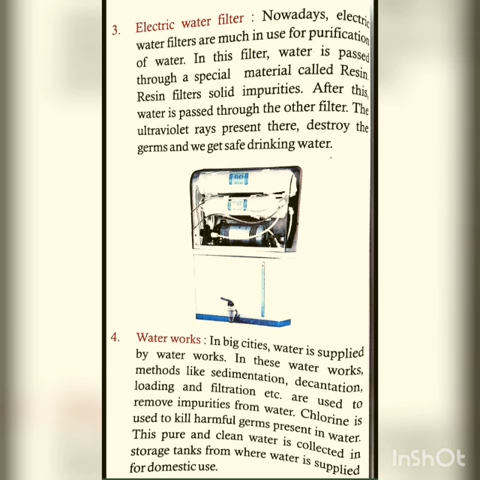 3. Electric water filter : Nowadays, electric
water filters are much in use for purification
of water. In this filter, water is passed
through a special material called Resin.
Resin filters solid impurities. After this,
water is passed through the other filter. The
ultraviolet rays present there, destroy the
germs and we get safe drinking water.
4. Water works : In big cities, water is supplied
by water works. In these water works,
methods like sedimentation, decantation,
loading and filtration etc. are used to
remove impurities from water. Chlorine is
used to kill harmful germs present in water.
This pure and clean water is collected in
storage tanks from where water is supplied
for domestic use.
InShOt